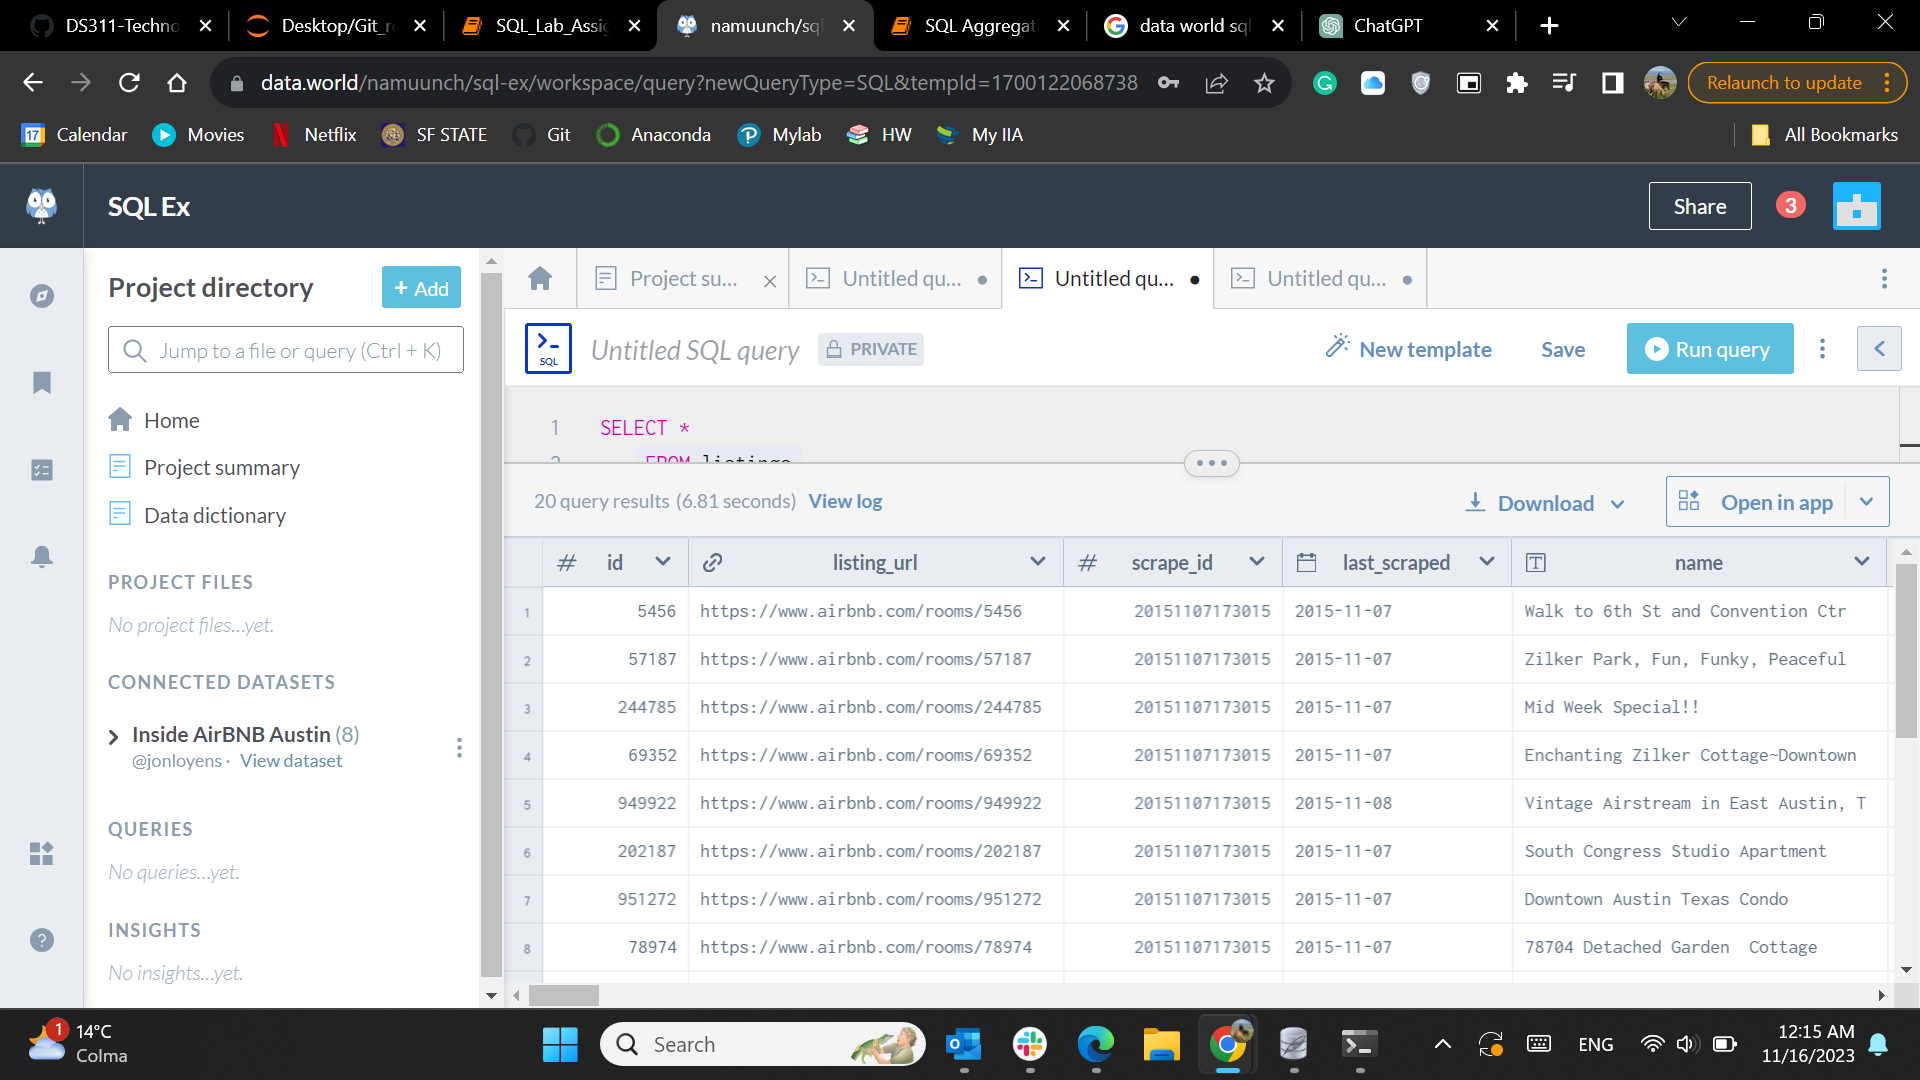 DS311-Techno
Desktop/Git_r
SQL_Lab_Assig
namuunch/sql
SQL Aggregat
data world sql
ChatGPT
data.world/namuunch/sql-ex/workspace/query?newQueryType=SQL&tempId=1700122068738
Relaunch to update
17 Calendar
Movies
Netflix
SF STATE
Git
Anaconda
Mylab
HW
My IIA
All Bookmarks
SQL Ex
Share
3
Project directory
+ Add
Jump to a file or query (Ctrl + K)
Home
Project summary
Data dictionary
PROJECT FILES
No project files...yet.
CONNECTED DATASETS
Inside AirBNB Austin (8)
@jonloyens · View dataset
QUERIES
No queries...yet.
INSIGHTS
No insights...yet.
Project su...
Untitled qu...
Untitled qu...
Untitled qu...
SQL
Untitled SQL query
PRIVATE
New template
Save
Run query
1 SELECT *
2 FROM listings
20 query results (6.81 seconds) View log
Download
Open in app
# id listing_url # scrape_id last_scraped T name
1 5456 https://www.airbnb.com/rooms/5456 20151107173015 2015-11-07 Walk to 6th St and Convention Ctr
2 57187 https://www.airbnb.com/rooms/57187 20151107173015 2015-11-07 Zilker Park, Fun, Funky, Peaceful
3 244785 https://www.airbnb.com/rooms/244785 20151107173015 2015-11-07 Mid Week Special!!
4 69352 https://www.airbnb.com/rooms/69352 20151107173015 2015-11-07 Enchanting Zilker Cottage~Downtown
5 949922 https://www.airbnb.com/rooms/949922 20151107173015 2015-11-08 Vintage Airstream in East Austin, T
6 202187 https://www.airbnb.com/rooms/202187 20151107173015 2015-11-07 South Congress Studio Apartment
7 951272 https://www.airbnb.com/rooms/951272 20151107173015 2015-11-07 Downtown Austin Texas Condo
8 78974 https://www.airbnb.com/rooms/78974 20151107173015 2015-11-07 78704 Detached Garden  Cottage
1
14°C
Colma
Search
ENG
12:15 AM
11/16/2023